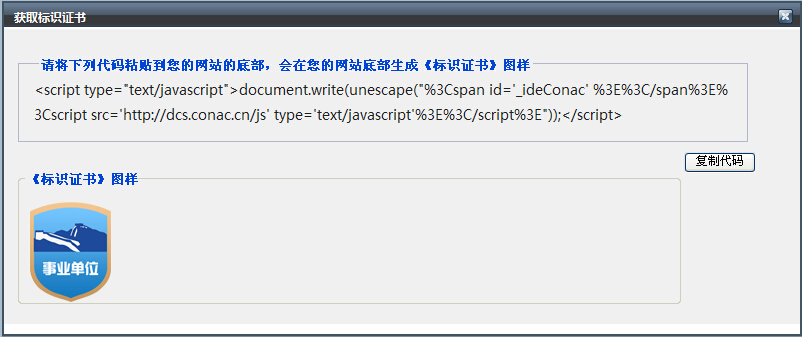 获取标识证书
请将下列代码粘贴到您的网站的底部，会在您的网站底部生成《标识证书》图样
<script type="text/javascript">document.write(unescape("%3Cspan id='_ideConac' %3E%3C/span%3E%
3Cscript src='http://dcs.conac.cn/js' type='text/javascript'%3E%3C/script%3E"));</script>
复制代码
《标识证书》图样
事业单位